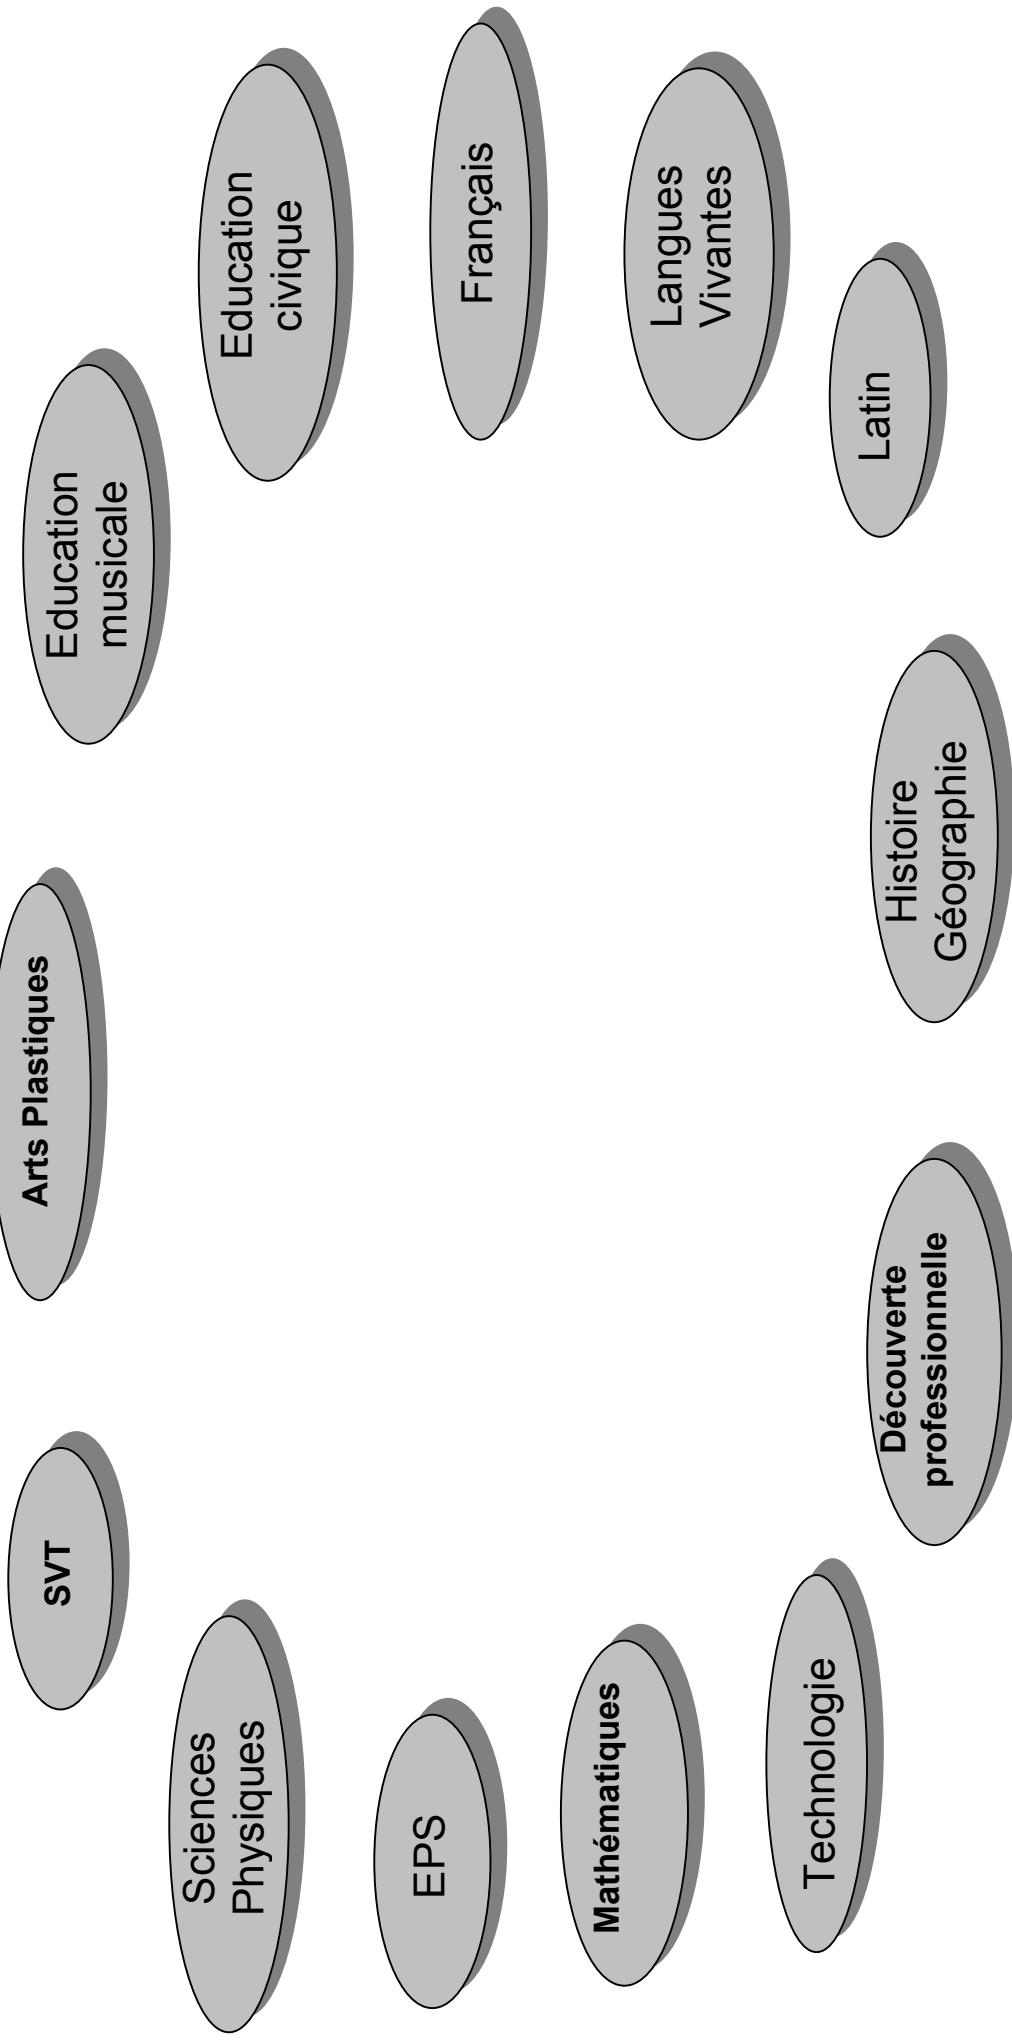 SVT
Arts Plastiques
Education
musicale
Sciences
Physiques
Education
civique
EPS
Français
Mathématiques
Langues
Vivantes
Technologie
Latin
Découverte
professionnelle
Histoire
Géographie